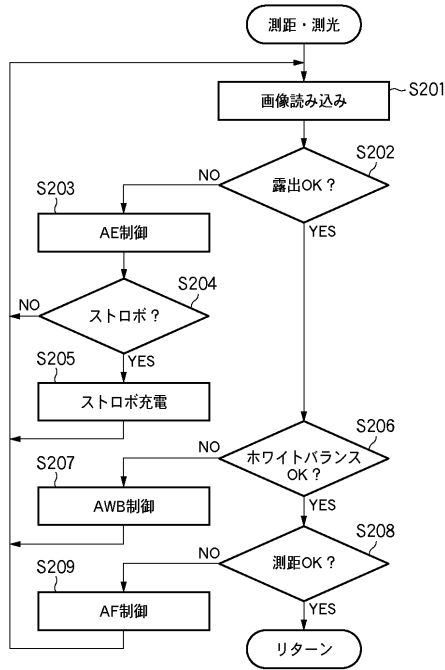 測距・測光
画像読み込み
S201
露出OK?
S202
NO
YES
AE制御
S203
ストロボ?
S204
NO
YES
ストロボ充電
S205
ホワイトバランス
OK?
S206
NO
YES
AWB制御
S207
測距OK?
S208
NO
YES
AF制御
S209
リターン